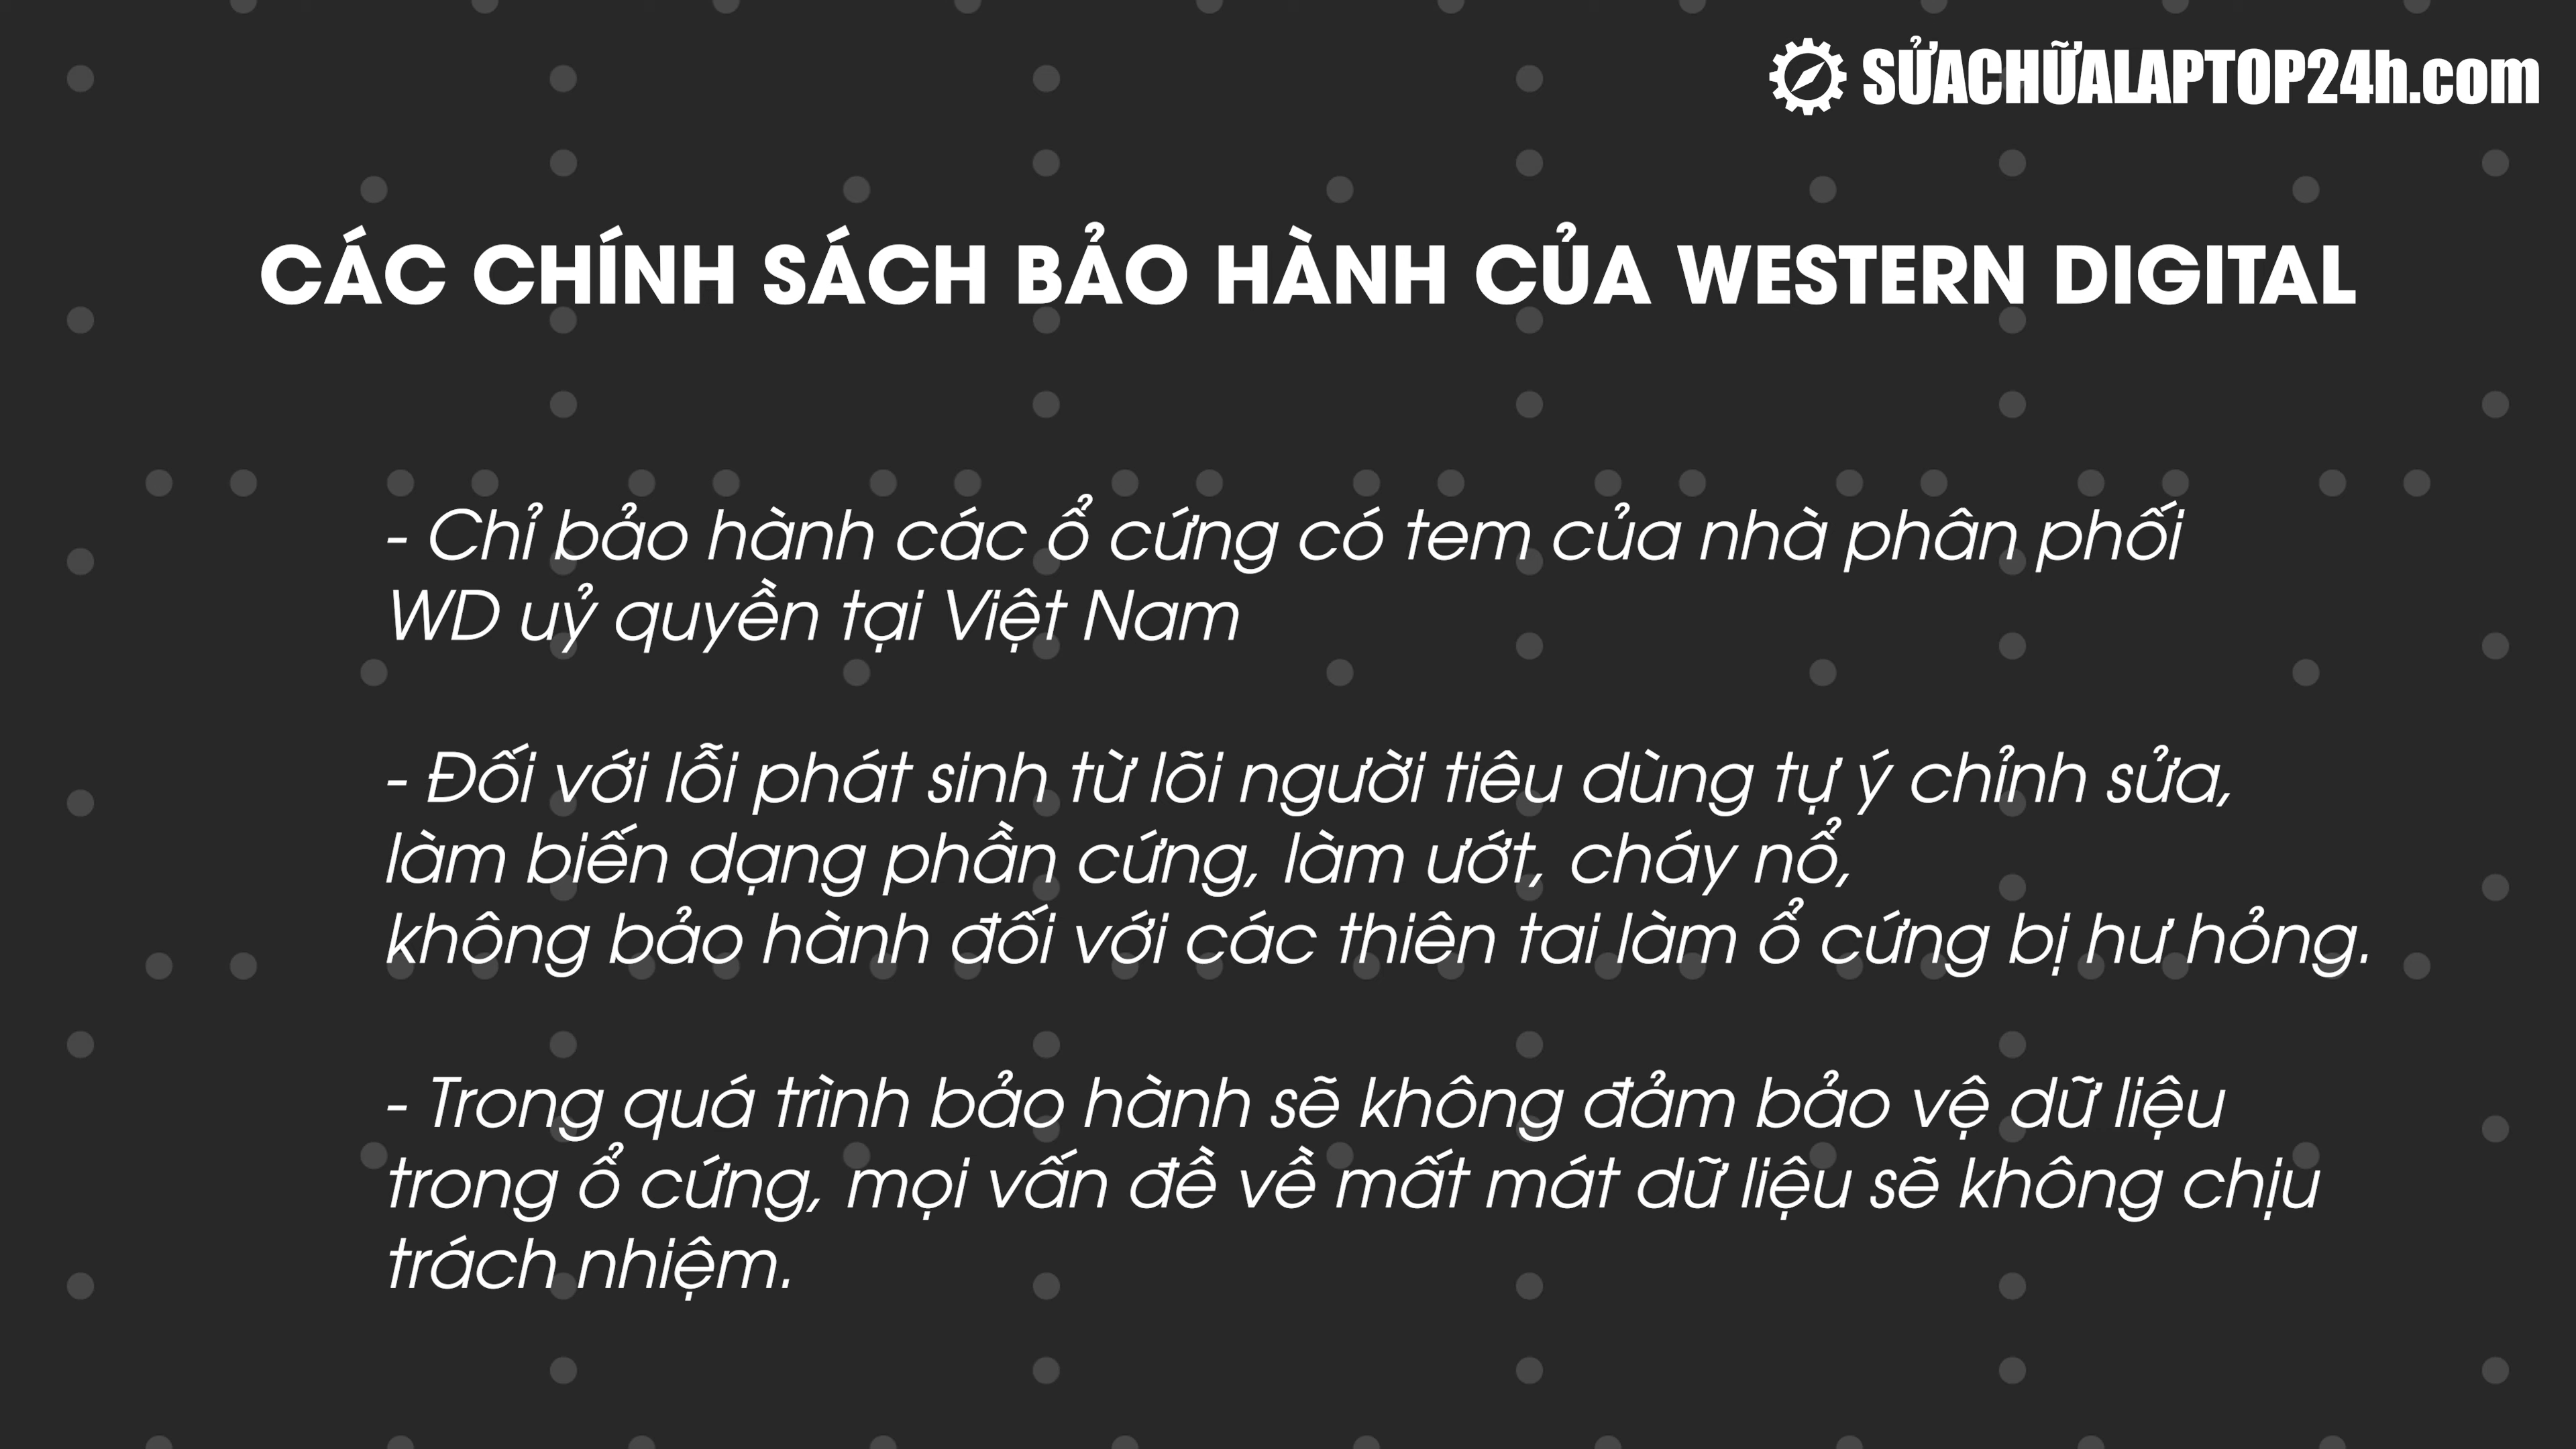 SỬACHỮALAPTOP24h.com
CÁC CHÍNH SÁCH BẢO HÀNH CỦA WESTERN DIGITAL
- Chỉ bảo hành các ổ cứng có tem của nhà phân phối
WD uỷ quyền tại Việt Nam
- Đối với lỗi phát sinh từ lõi người tiêu dùng tự ý chỉnh sửa,
làm biến dạng phần cứng, làm ướt, cháy nổ,
không bảo hành đối với các thiên tai làm ổ cứng bị hư hỏng.
- Trong quá trình bảo hành sẽ không đảm bảo vệ dữ liệu
trong ổ cứng, mọi vấn đề về mất mát dữ liệu sẽ không chịu
trách nhiệm.